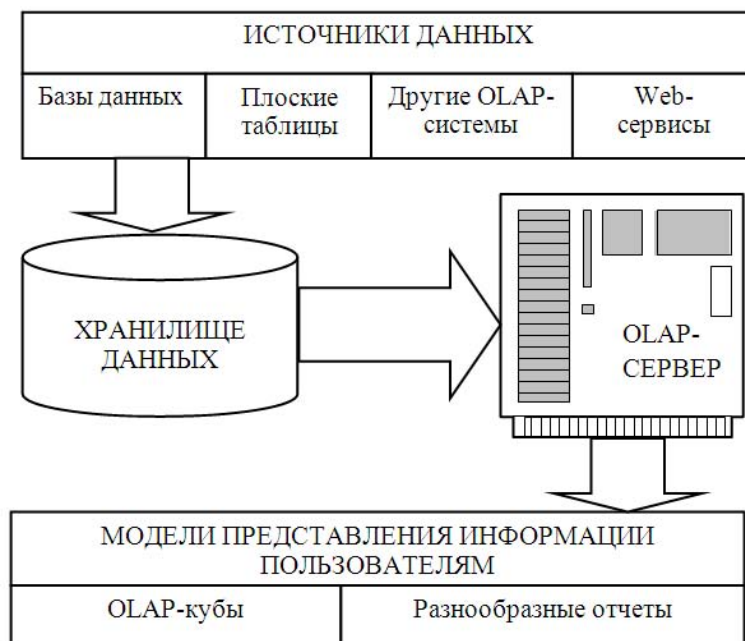 ИСТОЧНИКИ ДАННЫХ
Базы данных
Плоские
таблицы
Другие OLAP-
системы
Web-
сервисы
ХРАНИЛИЩЕ
ДАННЫХ
OLAP-
СЕРВЕР
МОДЕЛИ ПРЕДСТАВЛЕНИЯ ИНФОРМАЦИИ
ПОЛЬЗОВАТЕЛЯМ
OLAP-кубы
Разнообразные отчеты